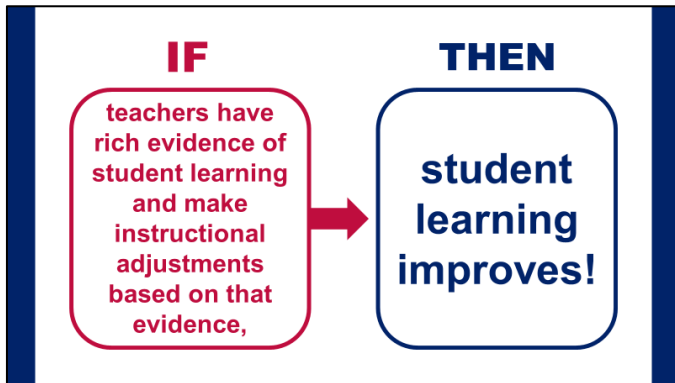 IF
teachers have
rich evidence of
student learning
and make
instructional
adjustments
based on that
evidence,
THEN
student
learning
improves!